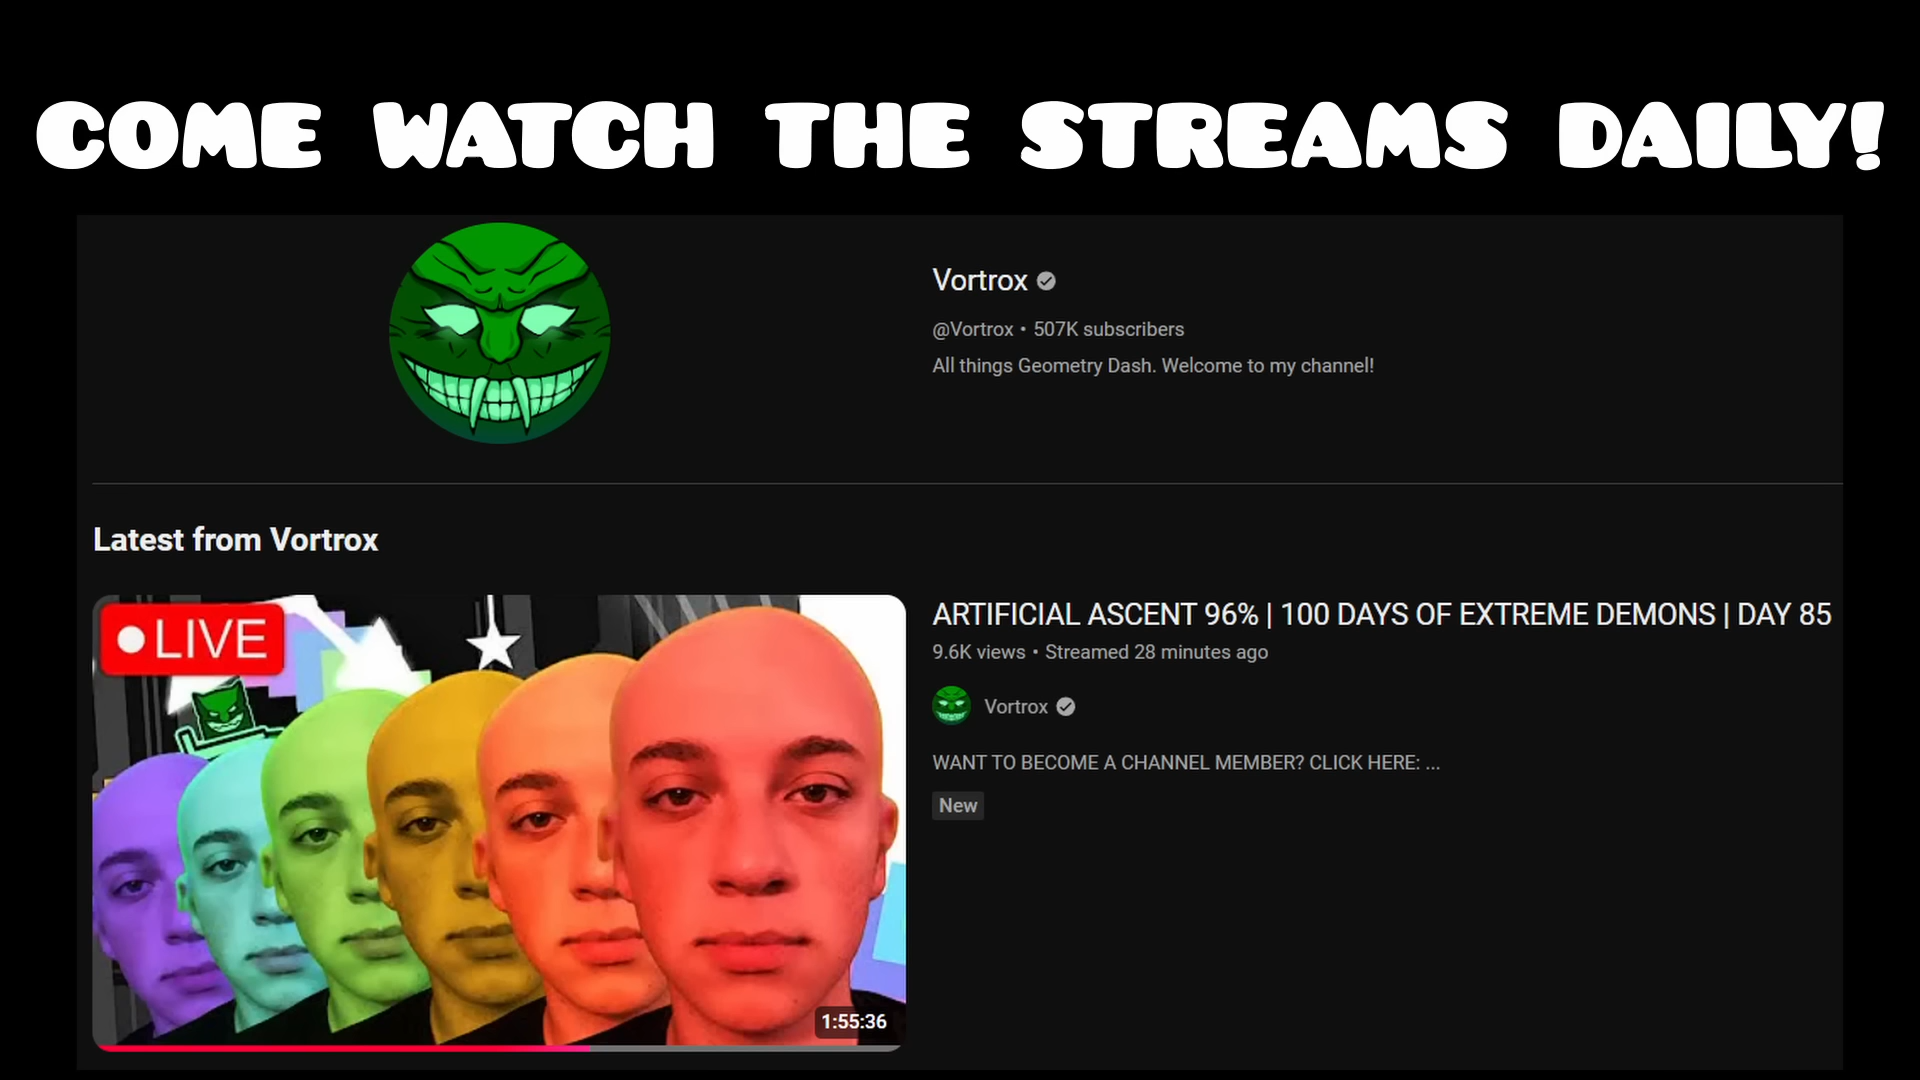 COME WATCH THE STREAMS DAILY!
Vortrox
@Vortrox • 507K subscribers
All things Geometry Dash. Welcome to my channel!
Latest from Vortrox
LIVE
1:55:36
ARTIFICIAL ASCENT 96% | 100 DAYS OF EXTREME DEMONS | DAY 85
9.6K views • Streamed 28 minutes ago
Vortrox
WANT TO BECOME A CHANNEL MEMBER? CLICK HERE: ...
New